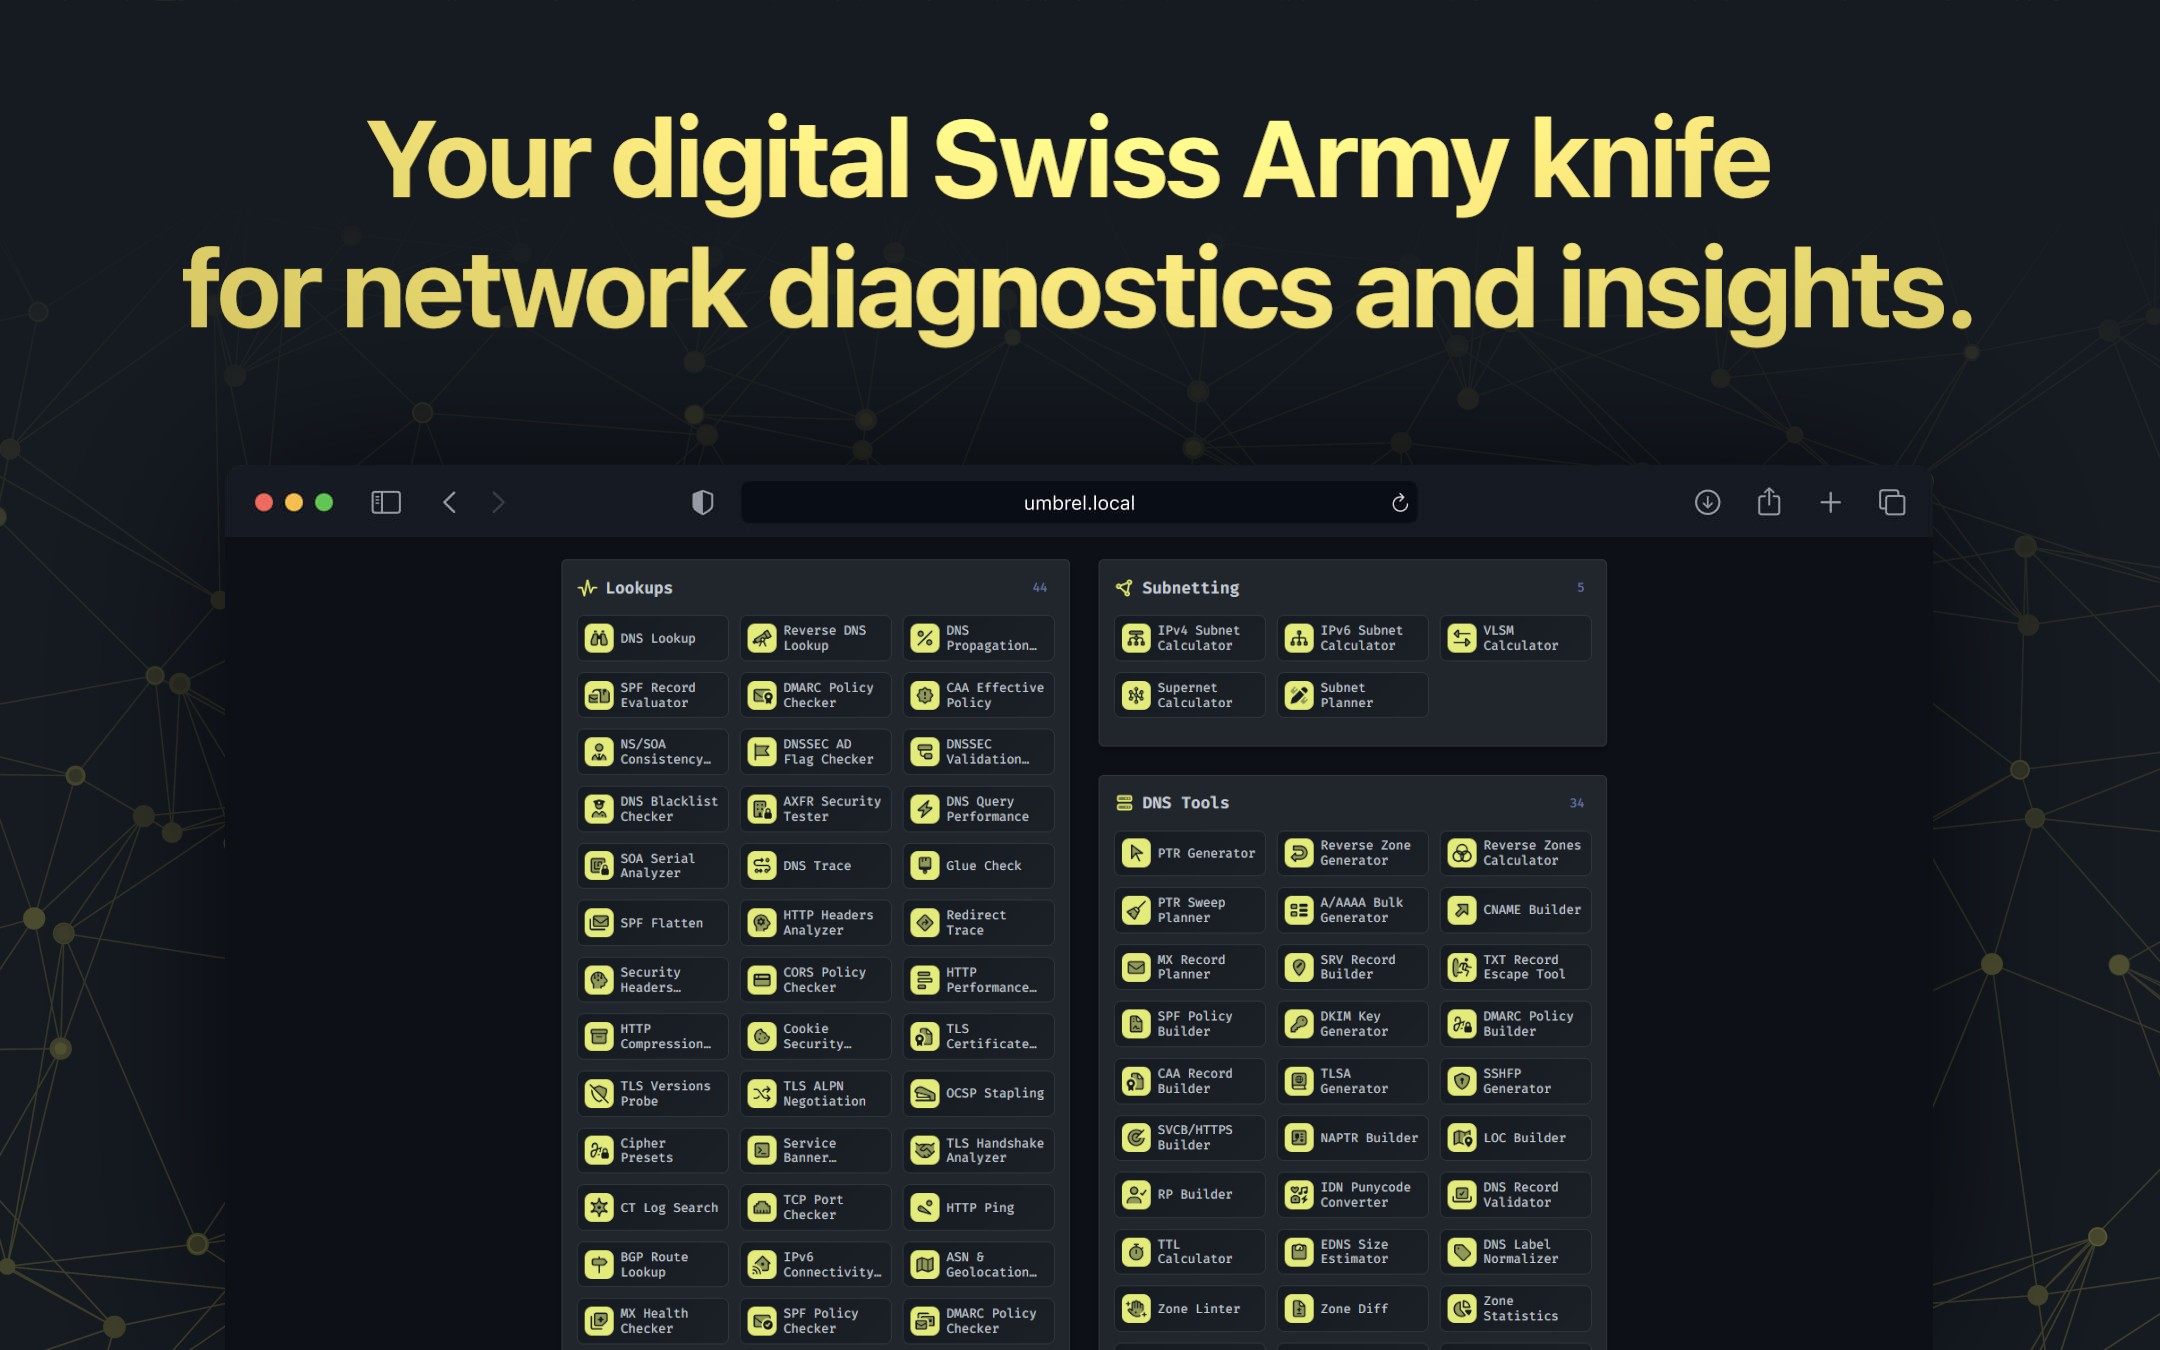 Your digital Swiss Army knife
for network diagnostics and insights.
umbrel.local
Lookups 44
DNS Lookup
Reverse DNS
Lookup
DNS
Propagation…
SPF Record
Evaluator
DMARC Policy
Checker
CAA Effective
Policy
NS/SOA
Consistency…
DNSSEC AD
Flag Checker
DNSSEC
Validation…
DNS Blacklist
Checker
AXFR Security
Tester
DNS Query
Performance
SOA Serial
Analyzer
DNS Trace
Glue Check
SPF Flatten
HTTP Headers
Analyzer
Redirect
Trace
Security
Headers…
CORS Policy
Checker
HTTP
Performance…
HTTP
Compression…
Cookie
Security…
TLS
Certificate…
TLS Versions
Probe
TLS ALPN
Negotiation
OCSP Stapling
Cipher
Presets
Service
Banner…
TLS Handshake
Analyzer
CT Log Search
TCP Port
Checker
HTTP Ping
BGP Route
Lookup
IPv6
Connectivity…
ASN &
Geolocation…
MX Health
Checker
SPF Policy
Checker
DMARC Policy
Checker
Subnetting 5
IPv4 Subnet
Calculator
IPv6 Subnet
Calculator
VLSM
Calculator
Supernet
Calculator
Subnet
Planner
DNS Tools 34
PTR Generator
Reverse Zone
Generator
Reverse Zones
Calculator
PTR Sweep
Planner
A/AAAA Bulk
Generator
CNAME Builder
MX Record
Planner
SRV Record
Builder
TXT Record
Escape Tool
SPF Policy
Builder
DKIM Key
Generator
DMARC Policy
Builder
CAA Record
Builder
TLSA
Generator
SSHFP
Generator
SVCB/HTTPS
Builder
NAPTR Builder
LOC Builder
RP Builder
IDN Punycode
Converter
DNS Record
Validator
TTL
Calculator
EDNS Size
Estimator
DNS Label
Normalizer
Zone Linter
Zone Diff
Zone
Statistics